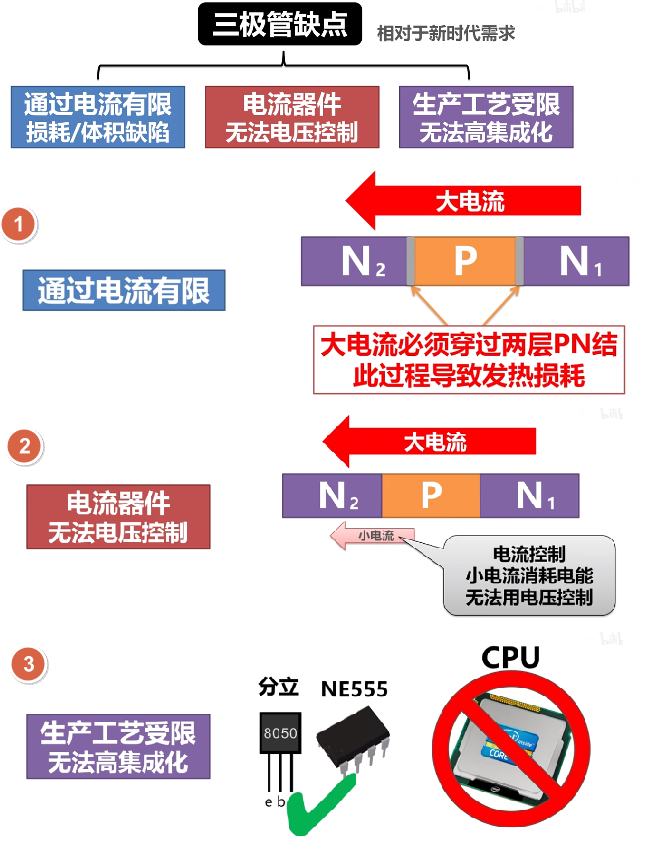 三极管缺点
相对于新时代需求
通过电流有限
损耗/体积缺陷
电流器件
无法电压控制
生产工艺受限
无法高集成化
1
大电流
N2 P N1
通过电流有限
大电流必须穿过两层PN结
此过程导致发热损耗
2
大电流
N2 P N1
电流器件
无法电压控制
小电流
电流控制
小电流消耗电能
无法用电压控制
3
CPU
分立 NE555
生产工艺受限
无法高集成化
8050
e b
CORE